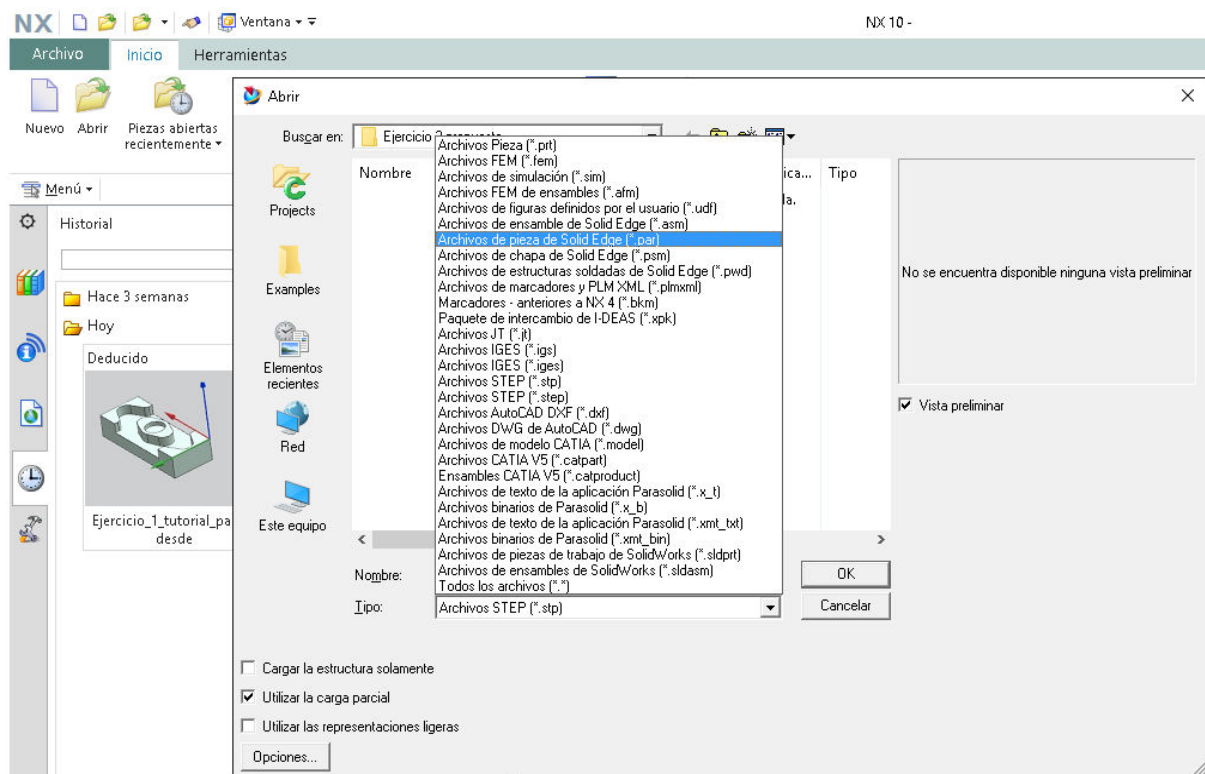 NX
Ventana
NX 10 -
Archivo
Inicio
Herramientas
Nuevo
Abrir
Piezas abiertas
recientemente
Menú
Historial
Hace 3 semanas
Hoy
Deducido
Ejercicio_1_tutorial_pa
desde
Abrir
Buscar en:
Ejercicio
Projects
Examples
Elementos
recientes
Red
Este equipo
Nombre
ica...
Tipo
la.
Archivos Pieza (*.prt)
Archivos FEM (*.fem)
Archivos de simulación (*.sim)
Archivos FEM de ensambles (*.afm)
Archivos de figuras definidos por el usuario (*.udf)
Archivos de ensamble de Solid Edge (*.asm)
Archivos de pieza de Solid Edge (*.par)
Archivos de chapa de Solid Edge (*.psm)
Archivos de estructuras soldadas de Solid Edge (*.pwd)
Archivos de marcadores y PLM XML (*.plmxml)
Marcadores - anteriores a NX 4 (*.bkm)
Paquete de intercambio de I-DEAS (*.xpk)
Archivos JT (*.jt)
Archivos IGES (*.igs)
Archivos IGES (*.iges)
Archivos STEP (*.stp)
Archivos STEP (*.step)
Archivos AutoCAD DXF (*.dxf)
Archivos DWG de AutoCAD (*.dwg)
Archivos de modelo CATIA (*.model)
Archivos CATIA V5 (*.catpart)
Ensambles CATIA V5 (*.catproduct)
Archivos de texto de la aplicación Parasolid (*.x_t)
Archivos binarios de Parasolid (*.x_b)
Archivos de texto de la aplicación Parasolid (*.xmt_txt)
Archivos binarios de Parasolid (*.xmt_bin)
Archivos de piezas de trabajo de SolidWorks (*.sldprt)
Archivos de ensambles de SolidWorks (*.sldasm)
Todos los archivos (*.*)
No se encuentra disponible ninguna vista preliminar
Vista preliminar
Nombre:
OK
Tipo:
Archivos STEP (*.stp)
Cancelar
Cargar la estructura solamente
Utilizar la carga parcial
Utilizar las representaciones ligeras
Opciones...